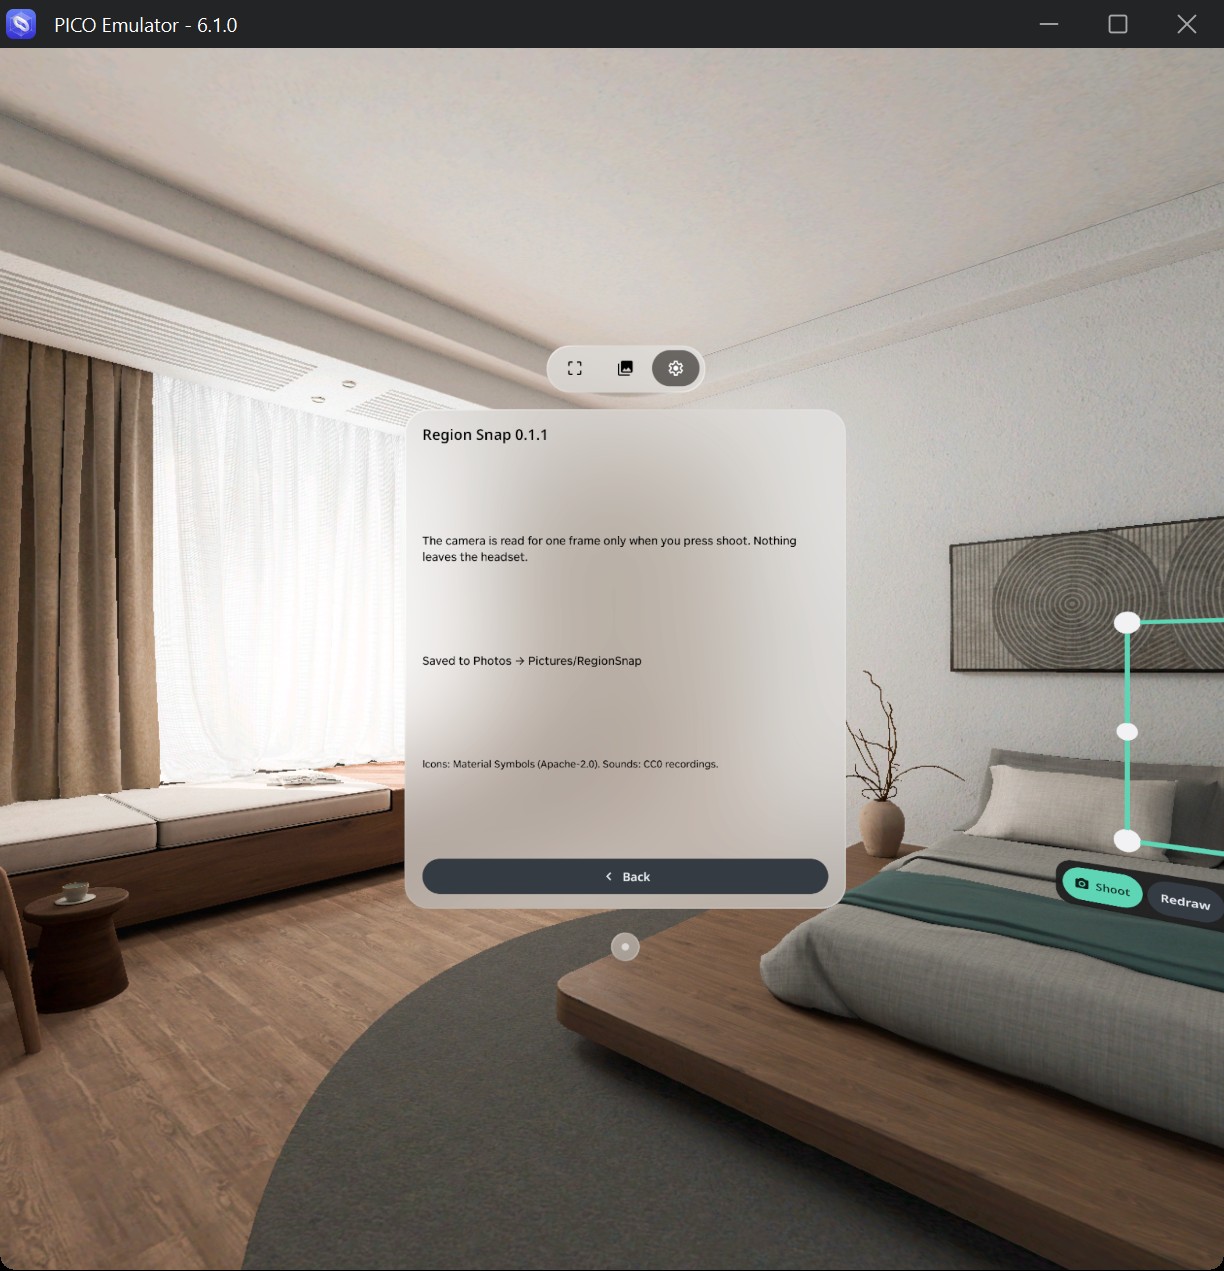 PICO Emulator - 6.1.0
Region Snap 0.1.1
The camera is read for one frame only when you press shoot. Nothing
leaves the headset.
Saved to Photos → Pictures/RegionSnap
Icons: Material Symbols (Apache-2.0). Sounds: CC0 recordings.
Back
Shoot
Redraw